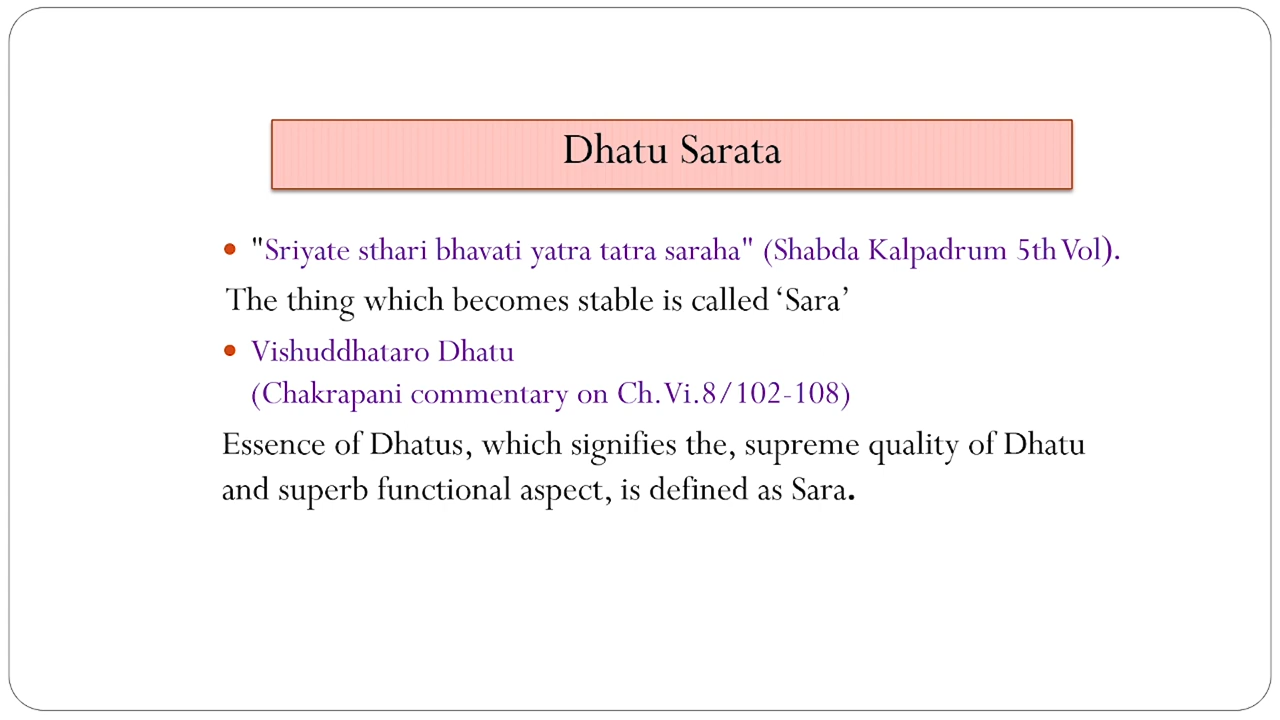 Dhatu Sarata
"Sriyate sthari bhavati yatra tatra saraha" (Shabda Kalpadrum 5th Vol).
The thing which becomes stable is called ‘Sara’
Vishuddhataro Dhatu
(Chakrapani commentary on Ch.Vi.8/102-108)
Essence of Dhatus, which signifies the, supreme quality of Dhatu
and superb functional aspect, is defined as Sara.